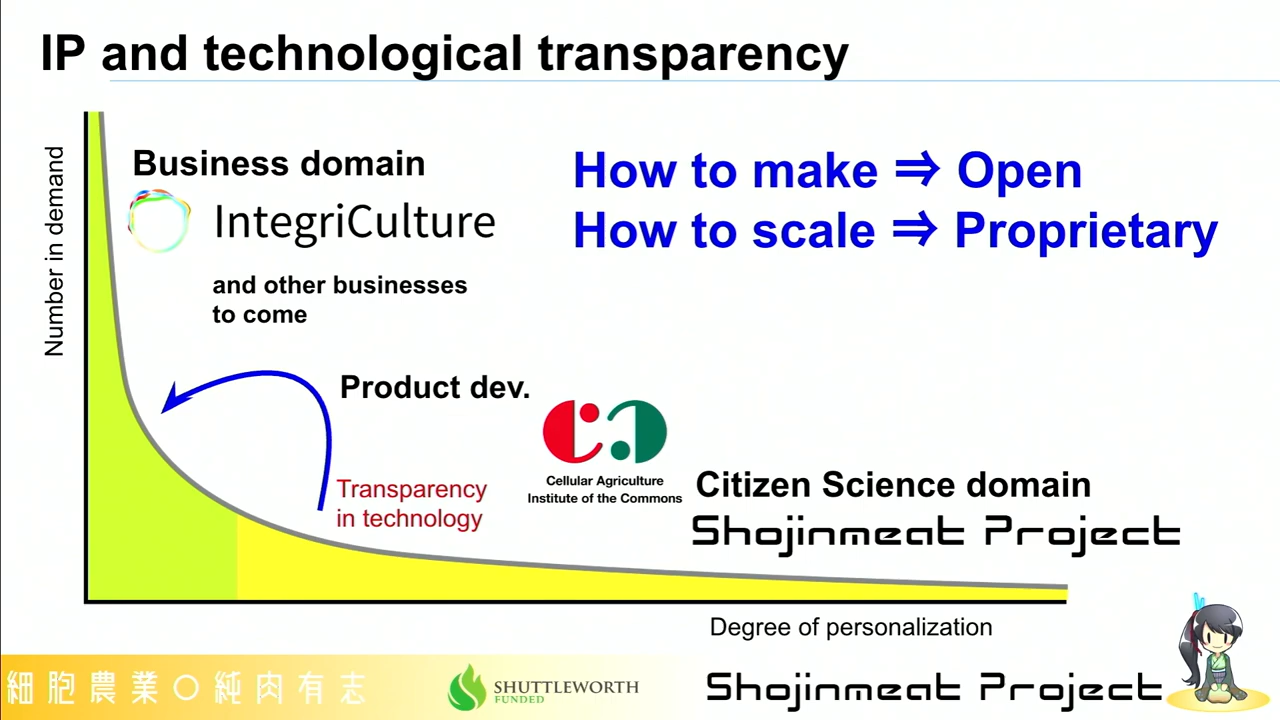 IP and technological transparency
Number in demand
Business domain
IntegriCulture
and other businesses
to come
How to make ⇒ Open
How to scale ⇒ Proprietary
Product dev.
Transparency
in technology
Cellular Agriculture
Institute of the Commons
Citizen Science domain
Shojinmeat Project
Degree of personalization
細胞農業〇純肉有志
SHUTTLEWORTH
FUNDED
Shojinmeat Project